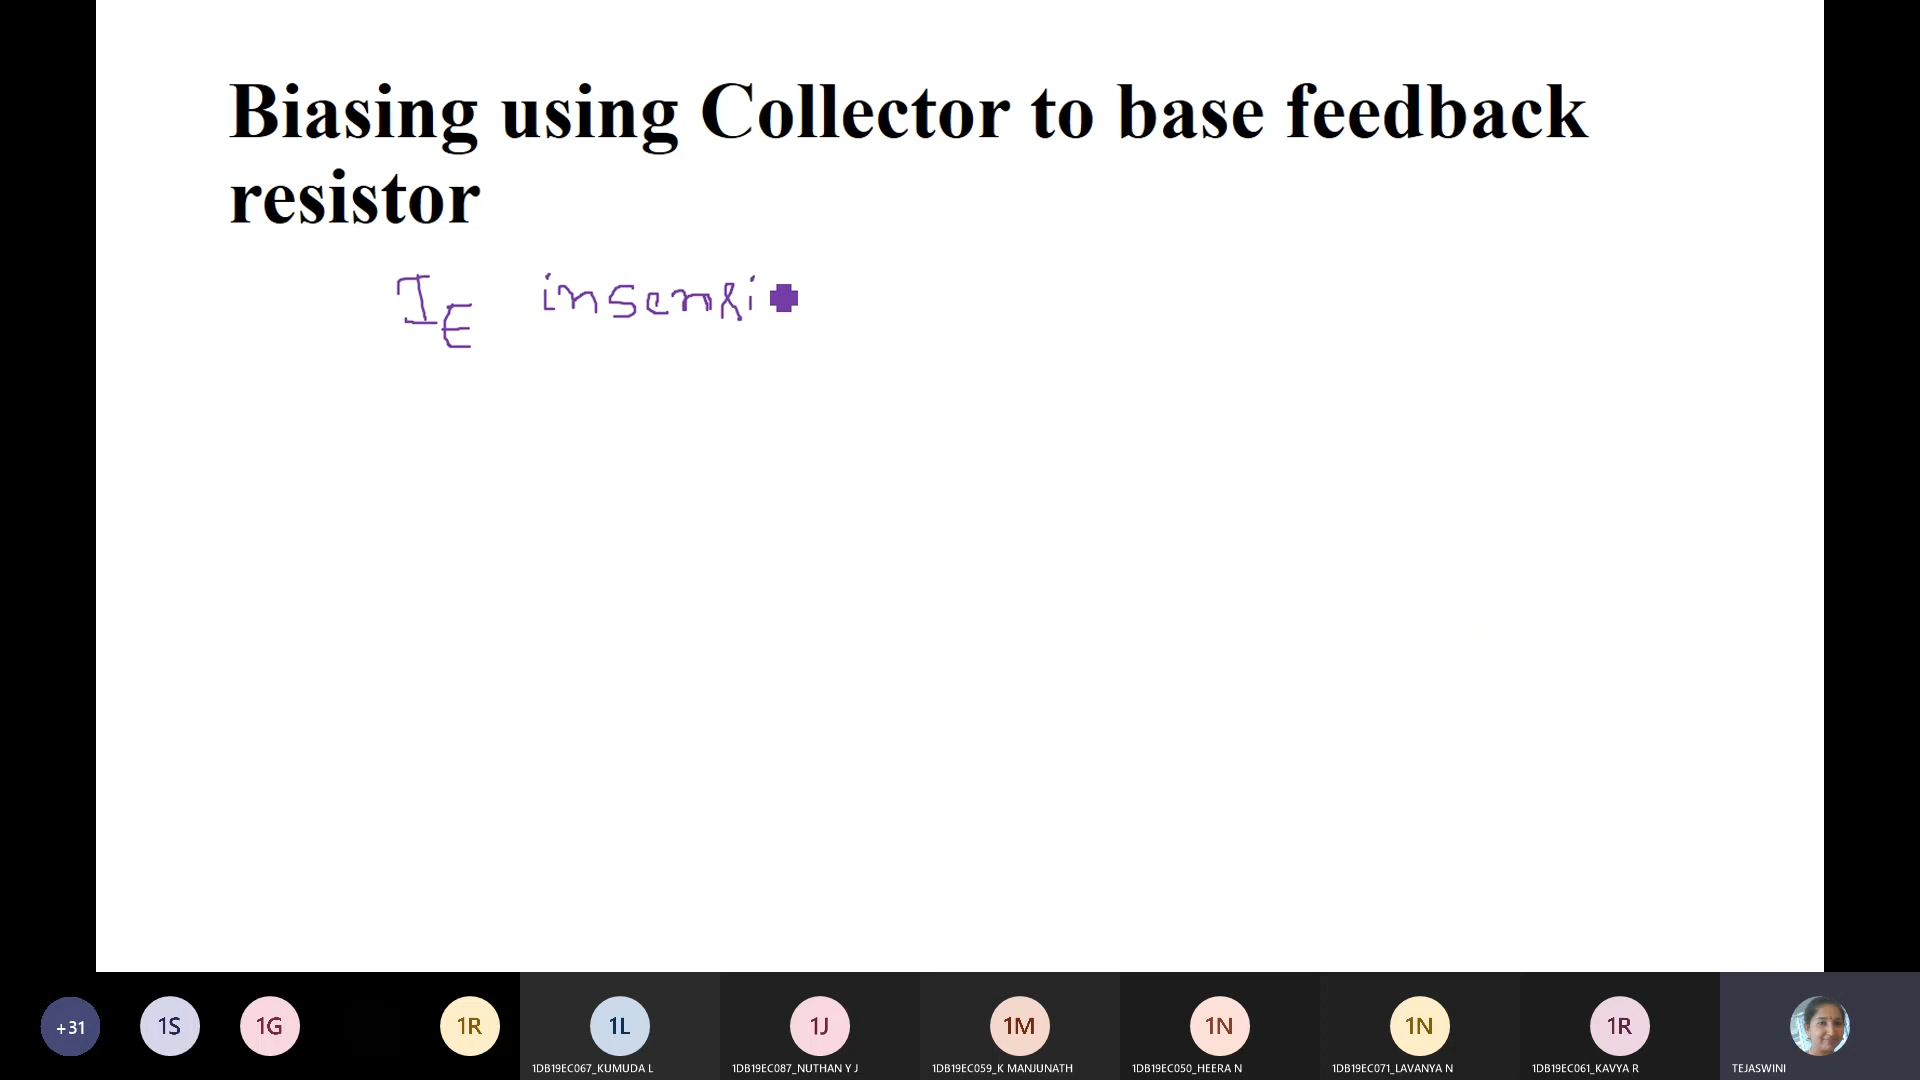 Biasing using Collector to base feedback
resistor
I_E insensi
+31 1S 1G 1R 1L 1J 1M 1N 1N 1R
1DB19EC067_KUMUDA L 1DB19EC087_NUTHAN Y J 1DB19EC059_K MANJUNATH 1DB19EC050_HEERA N 1DB19EC071_LAVANYA N 1DB19EC061_KAVYA R TEJASWINI